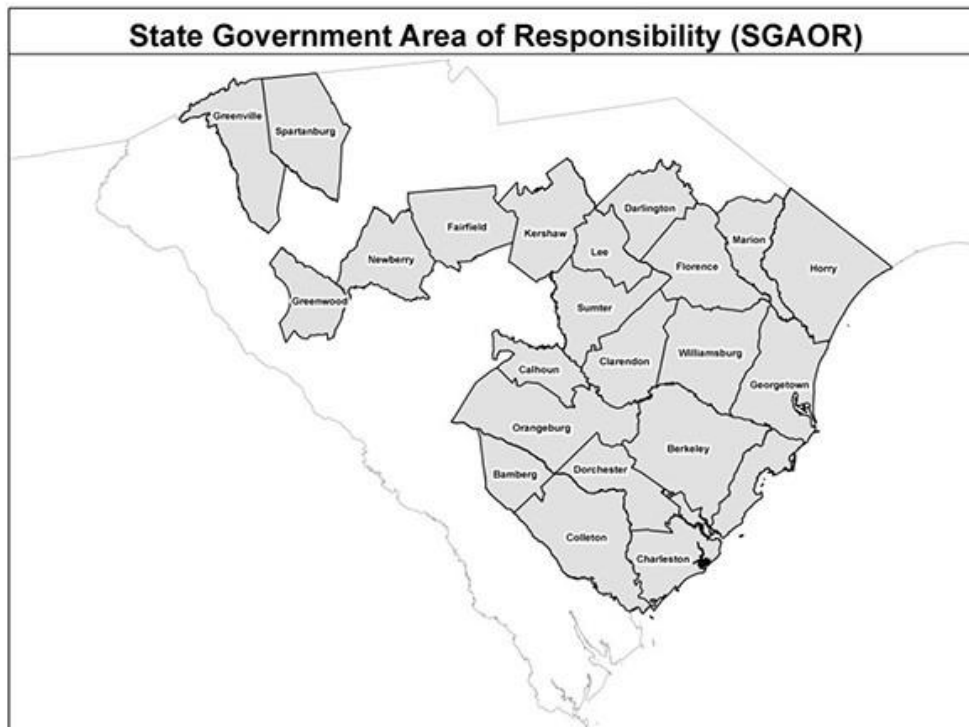 State Government Area of Responsibility (SGAOR)
Greenville
Spartanburg
Darlington
Fairfield
Kershaw
Marion
Lee
Newberry
Florence
Horry
Greenwood
Sumter
Williamsburg
Clarendon
Calhoun
Georgetown
Orangeburg
Berkeley
Dorchester
Bamberg
Colleton
Charleston